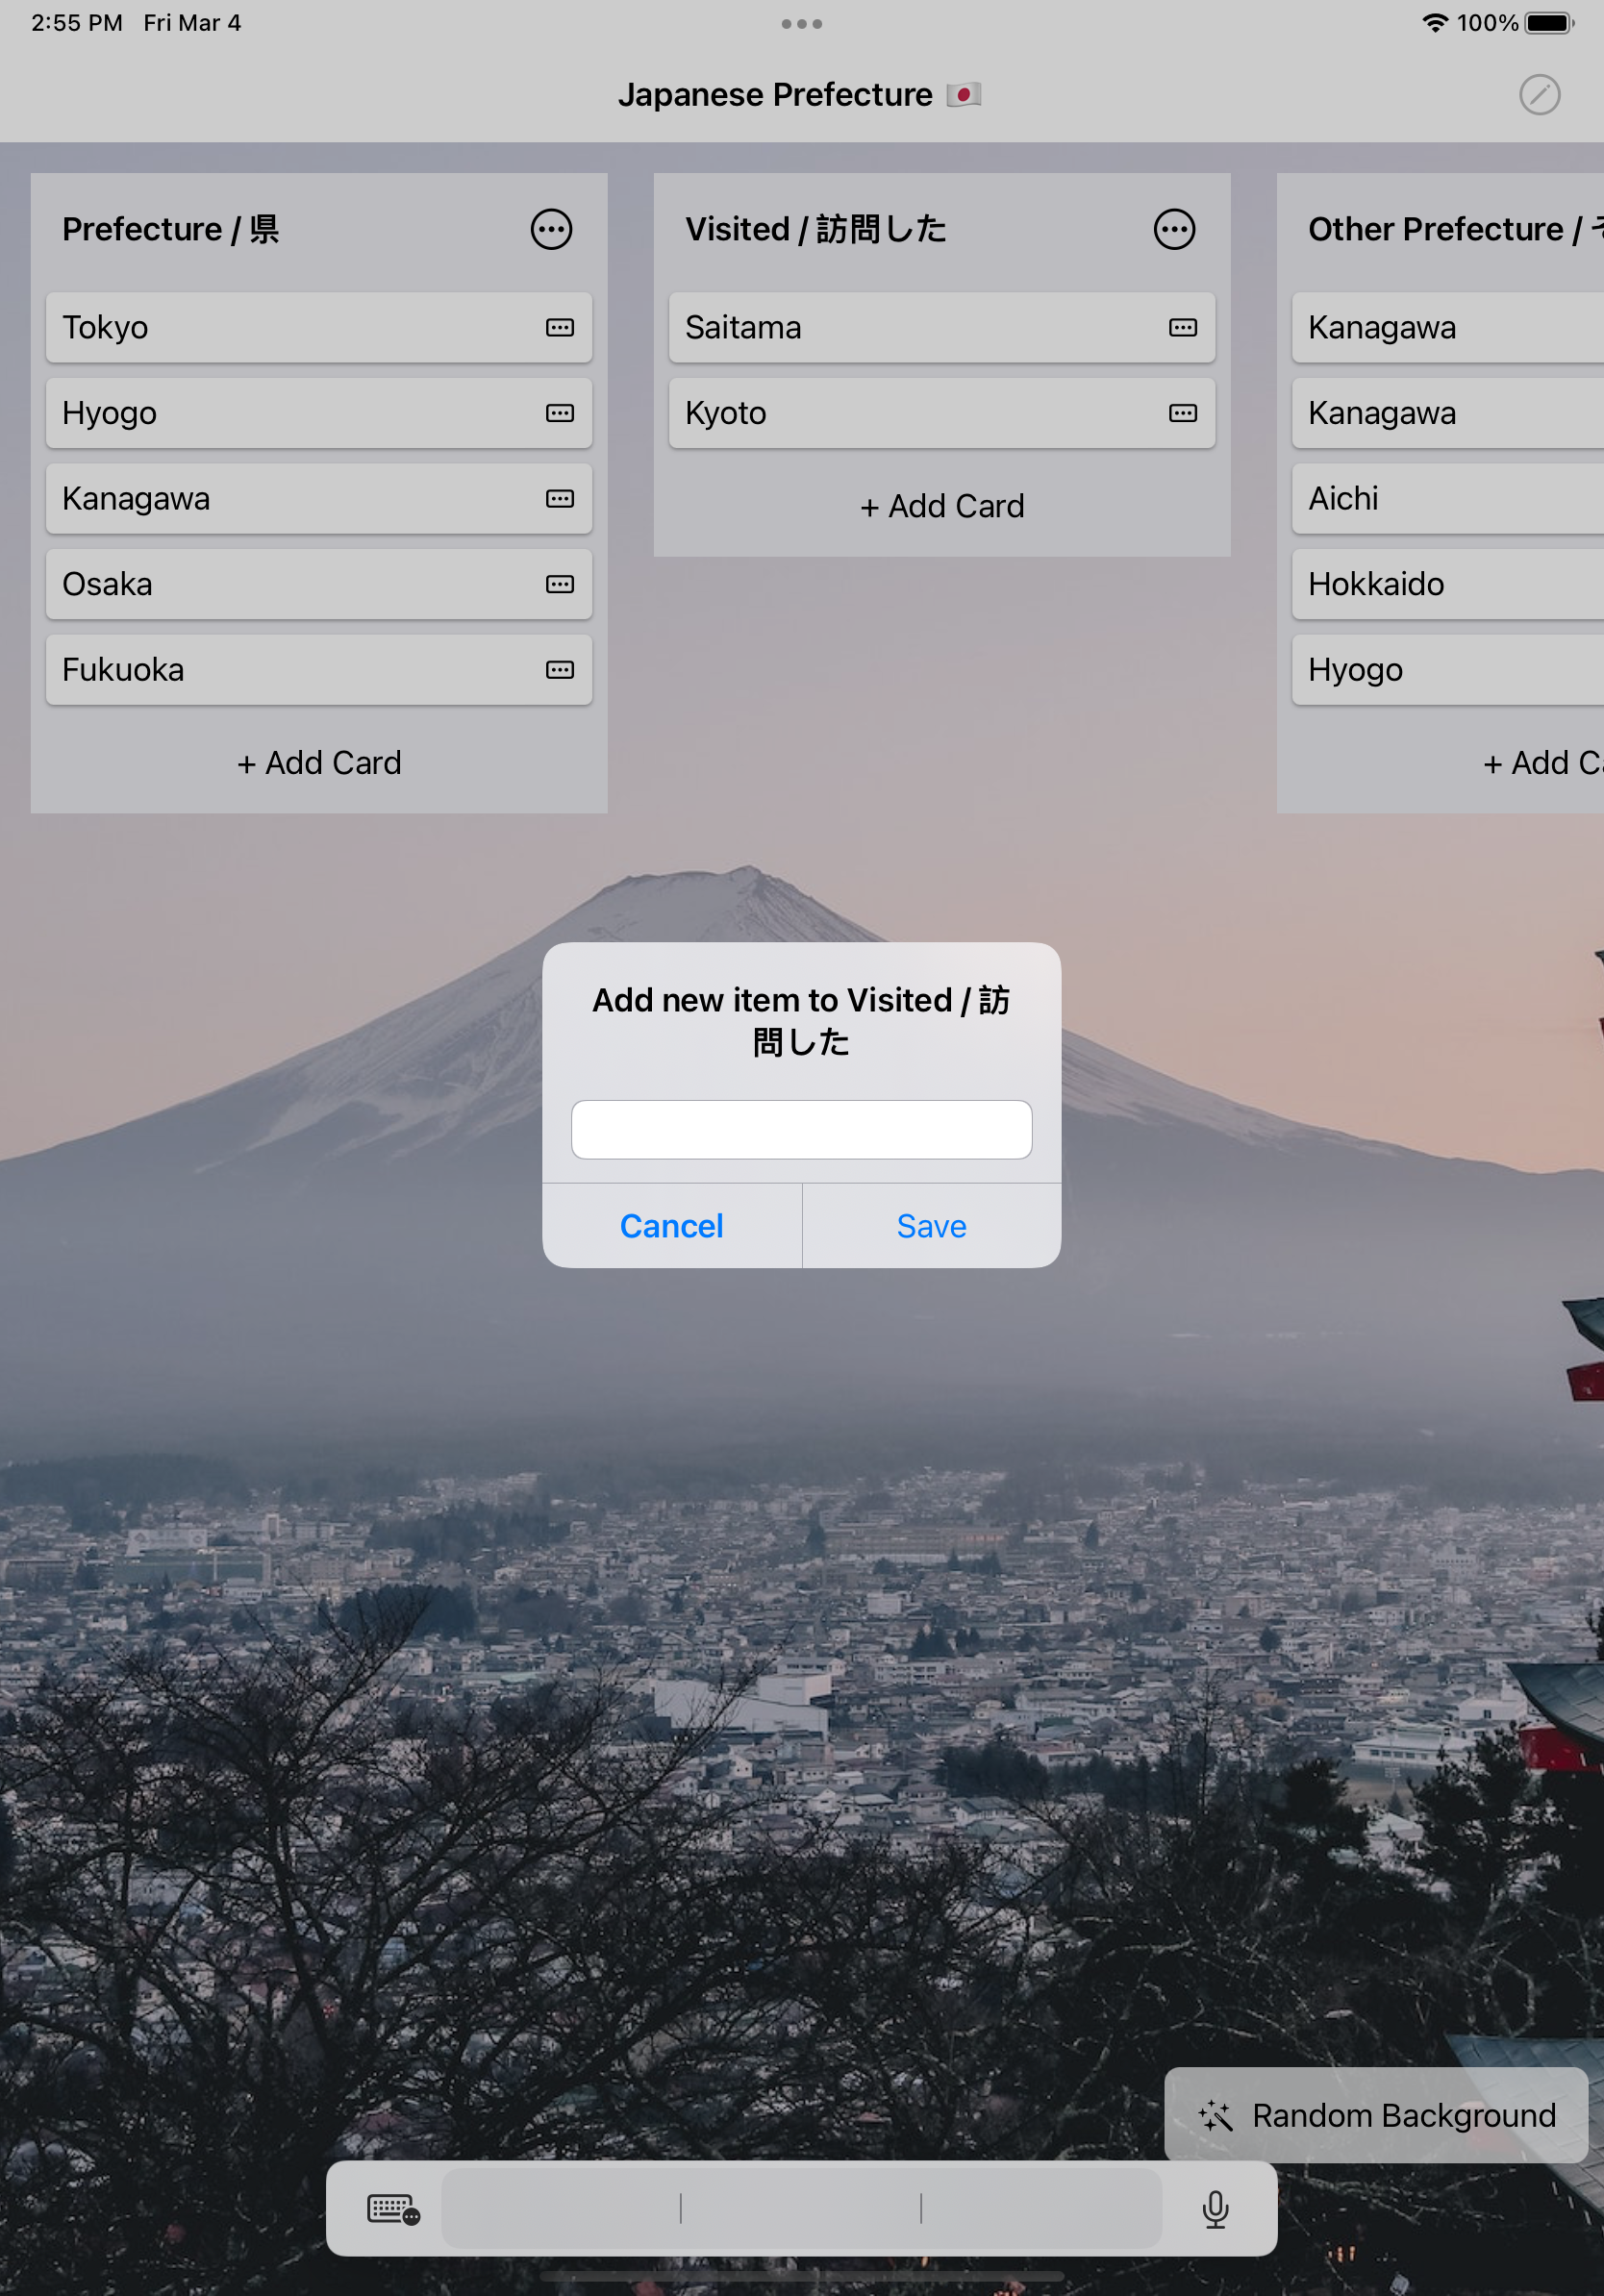 2:55 PM Fri Mar 4
100%
Japanese Prefecture 🇯🇵
Prefecture / 県
Tokyo
Hyogo
Kanagawa
Osaka
Fukuoka
+ Add Card
Visited / 訪問した
Saitama
Kyoto
+ Add Card
Other Prefecture /
Kanagawa
Kanagawa
Aichi
Hokkaido
Hyogo
+ Add
Add new item to Visited / 訪
問した
Cancel
Save
Random Background